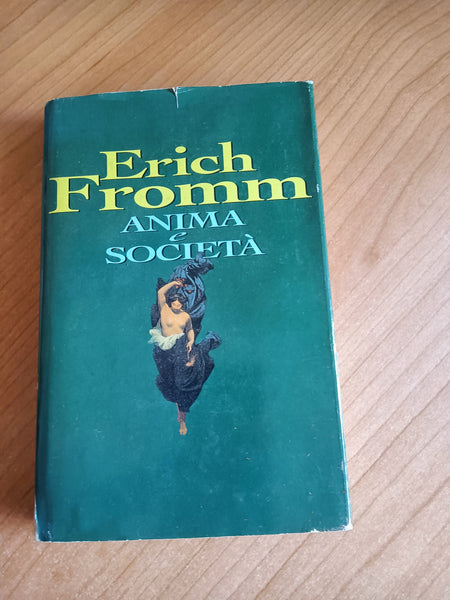 Erich
Fromm
ANIMA
e
SOCIETÀ